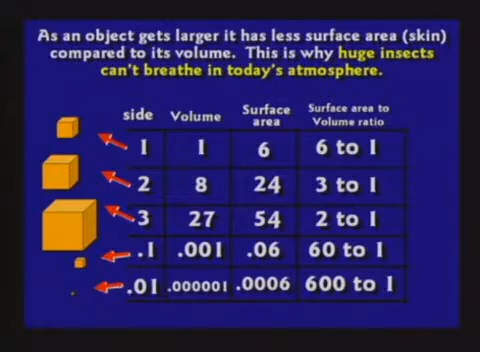 As an object gets larger it has less surface area (skin)
compared to its volume. This is why huge insects
can't breathe in today's atmosphere.
side Volume Surface area Surface area to Volume ratio
1 1 6 6 to 1
2 8 24 3 to 1
3 27 54 2 to 1
.1 .001 .06 60 to 1
.01 .000001 .0006 600 to 1